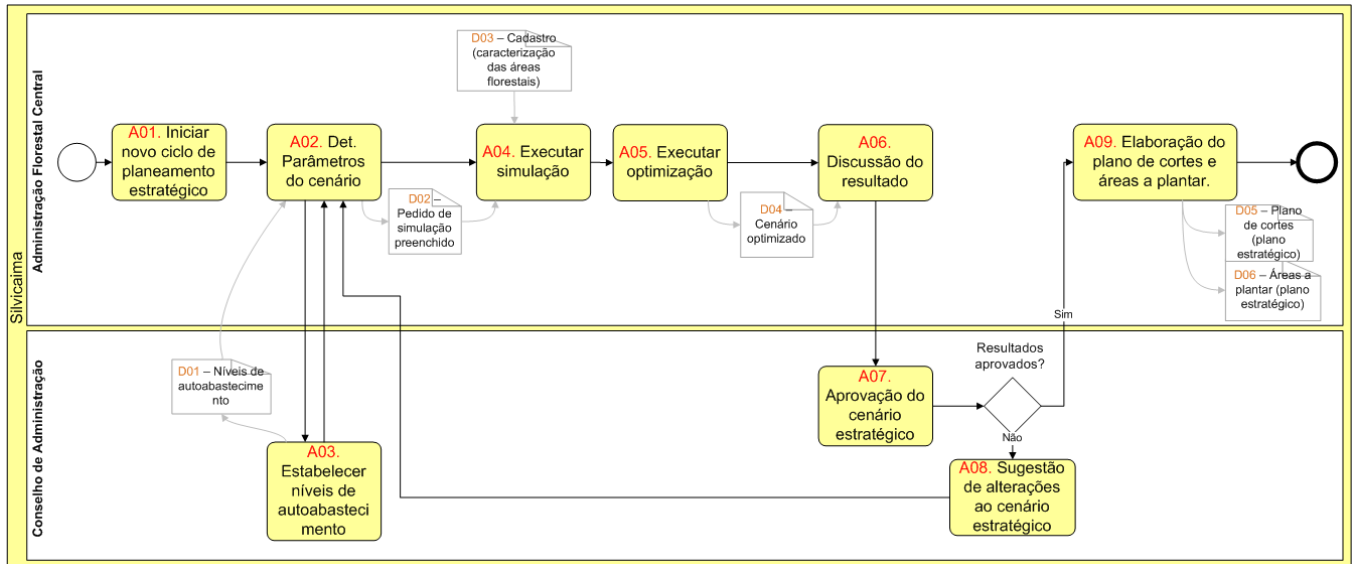 Silvicaima
Administração Florestal Central
D03 – Cadastro
(caracterização
das áreas
florestais)
A01. Iniciar
novo ciclo de
planeamento
estratégico
A02. Det.
Parâmetros
do cenário
A04. Executar
simulação
A05. Executar
optimização
A06.
Discussão do
resultado
A09. Elaboração do
plano de cortes e
áreas a plantar.
D02 –
Pedido de
simulação
preenchido
D04 –
Cenário
optimizado
D05 – Plano
de cortes
(plano
estratégico)
D06 – Áreas a
plantar (plano
estratégico)
Sim
Conselho de Administração
D01 – Níveis de
autoabastecime
nto
A03.
Estabelecer
níveis de
autoabasteci
mento
A07.
Aprovação do
cenário
estratégico
Resultados
aprovados?
Não
A08. Sugestão
de alterações
ao cenário
estratégico